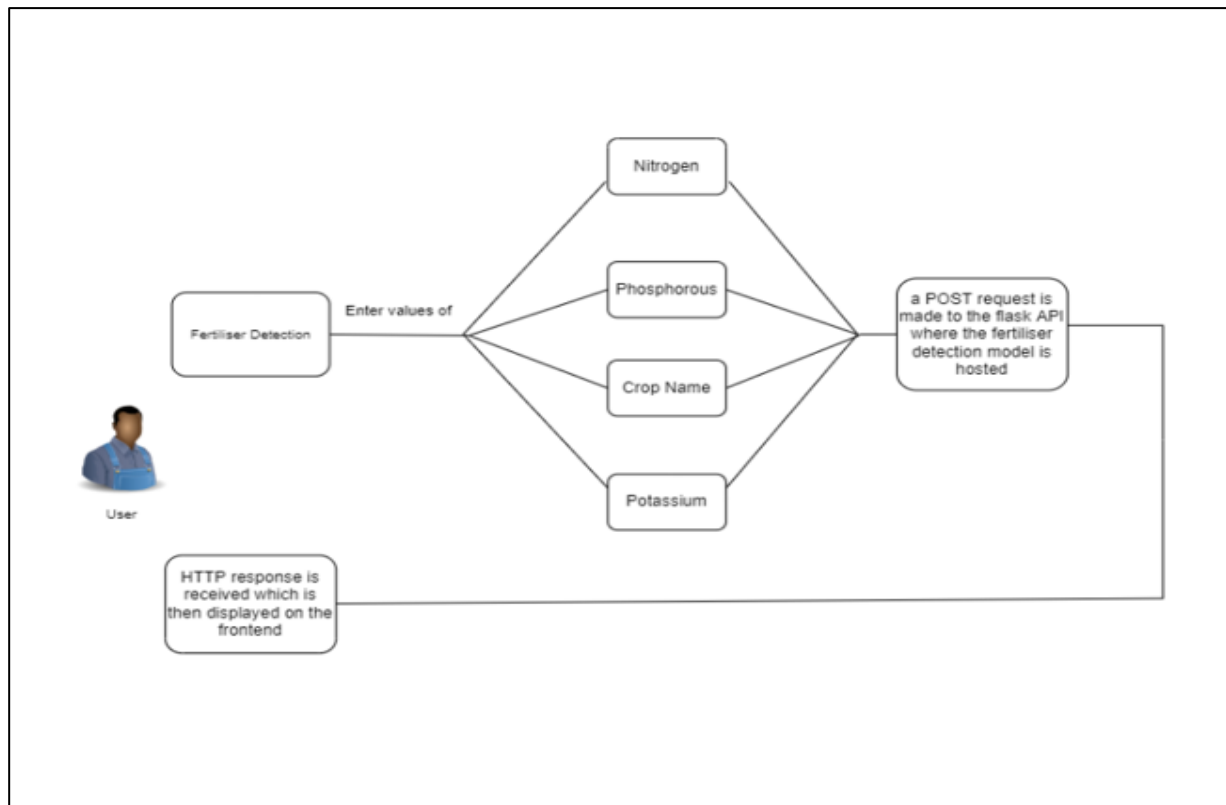 Nitrogen
Phosphorous
a POST request is
made to the flask API
where the fertiliser
detection model is
hosted
Enter values of
Fertiliser Detection
Crop Name
Potassium
User
HTTP response is
received which is
then displayed on the
frontend